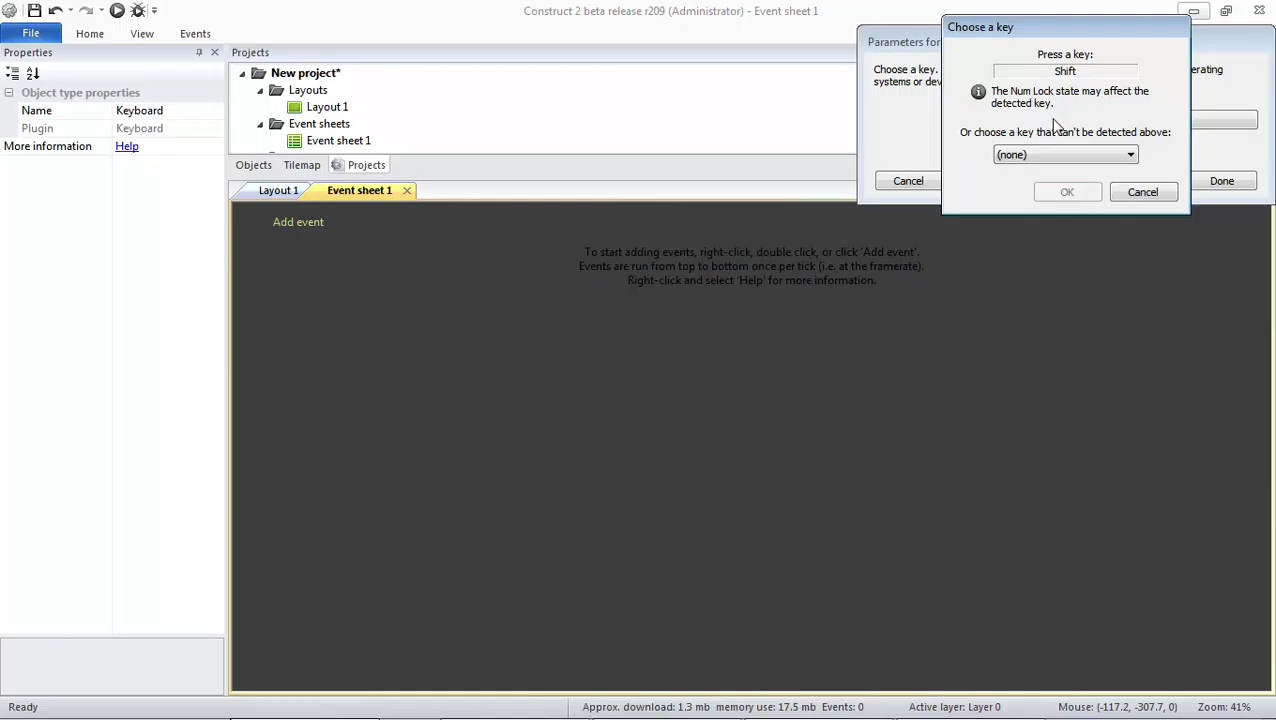 Construct 2 beta release r209 (Administrator) - Event sheet 1
File
Home
View
Events
Properties
Projects
Object type properties
Name
Keyboard
Plugin
Keyboard
More information
Help
New project*
Layouts
Layout 1
Event sheets
Event sheet 1
Objects
Tilemap
Projects
Layout 1
Event sheet 1
Add event
To start adding events, right-click, double click, or click 'Add event'.
Events are run from top to bottom once per tick (i.e. at the framerate).
Right-click and select 'Help' for more information.
Parameters for
Choose a key.
systems or dev
Cancel
Done
Choose a key
Press a key:
Shift
The Num Lock state may affect the
detected key.
Or choose a key that can't be detected above:
(none)
OK
Cancel
Ready
Approx. download: 1.3 mb
memory use: 17.5 mb
Events: 0
Active layer: Layer 0
Mouse: (-117.2, -307.7, 0)
Zoom: 41%